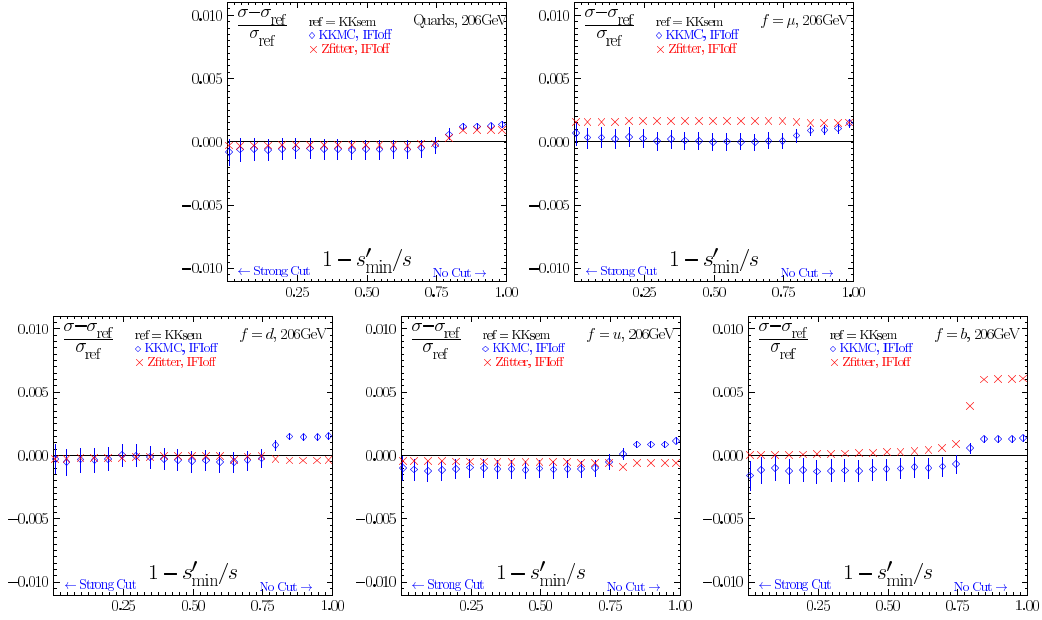 0.010
0.005
0.000
−0.005
−0.010
σ−σref
σref
ref = KKsem
KKMC, IFIoff
Zfitter, IFIoff
Quarks, 206GeV
1 − s′min/s
← Strong Cut
No Cut →
0.25
0.50
0.75
1.00
0.010
0.005
0.000
−0.005
−0.010
σ−σref
σref
ref = KKsem
KKMC, IFIoff
Zfitter, IFIoff
f = μ, 206GeV
1 − s′min/s
← Strong Cut
No Cut →
0.25
0.50
0.75
1.00
0.010
0.005
0.000
−0.005
−0.010
σ−σref
σref
ref = KKsem
KKMC, IFIoff
Zfitter, IFIoff
f = d, 206GeV
1 − s′min/s
← Strong Cut
No Cut →
0.25
0.50
0.75
1.00
0.010
0.005
0.000
−0.005
−0.010
σ−σref
σref
ref = KKsem
KKMC, IFIoff
Zfitter, IFIoff
f = u, 206GeV
1 − s′min/s
← Strong Cut
No Cut →
0.25
0.50
0.75
1.00
0.010
0.005
0.000
−0.005
−0.010
σ−σref
σref
ref = KKsem
KKMC, IFIoff
Zfitter, IFIoff
f = b, 206GeV
1 − s′min/s
← Strong Cut
No Cut →
0.25
0.50
0.75
1.00